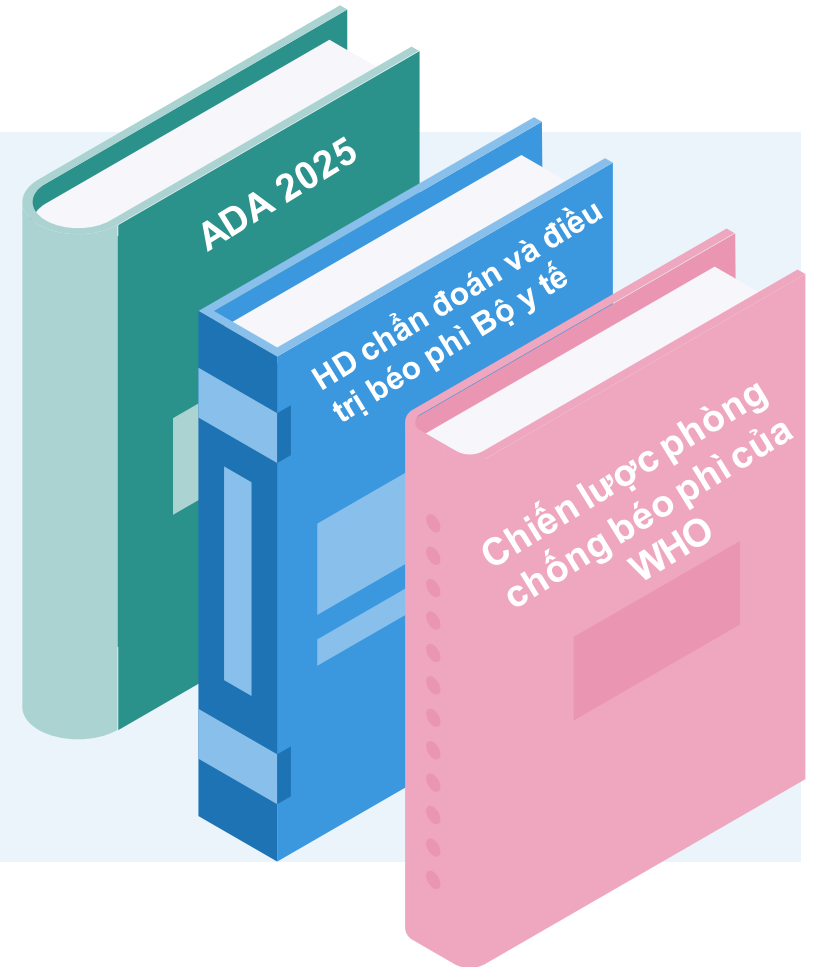 ADA 2025
HD chẩn đoán và điều
trị béo phì Bộ y tế
Chiến lược phòng
chống béo phì của
WHO